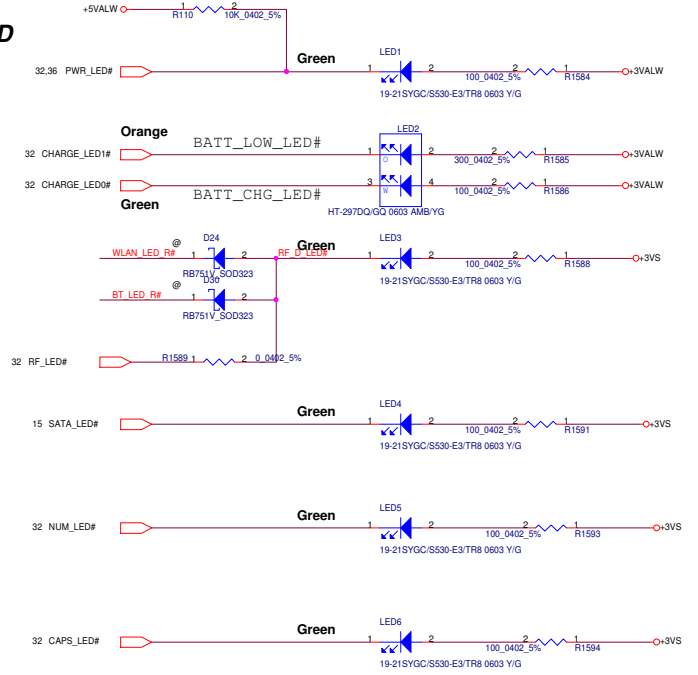 +5VALW
1 2
R110 10K_0402_5%
D
Green
LED1
32,36 PWR_LED#
1 2
100_0402_5%
2 1
R1584
+3VALW
19-21SYGC/S530-E3/TR8 0603 Y/G
Orange
BATT_LOW_LED#
LED2
32 CHARGE_LED1#
1 O 2
300_0402_5%
2 1
R1585
+3VALW
32 CHARGE_LED0#
3 W 4
100_0402_5%
2 1
R1586
+3VALW
Green
BATT_CHG_LED#
HT-297DQ/GQ 0603 AMB/YG
@
D24
Green
LED3
WLAN_LED_R#
1 2
RF_D_LED#
1 2
100_0402_5%
2 1
R1588
+3VS
RB751V_SOD323
19-21SYGC/S530-E3/TR8 0603 Y/G
@
D30
BT_LED_R#
1 2
RB751V_SOD323
32 RF_LED#
R1589 1 2 0_0402_5%
Green
LED4
15 SATA_LED#
1 2
100_0402_5%
2 1
R1591
+3VS
19-21SYGC/S530-E3/TR8 0603 Y/G
Green
LED5
32 NUM_LED#
1 2
100_0402_5%
2 1
R1593
+3VS
19-21SYGC/S530-E3/TR8 0603 Y/G
Green
LED6
32 CAPS_LED#
1 2
100_0402_5%
2 1
R1594
+3VS
19-21SYGC/S530-E3/TR8 0603 Y/G